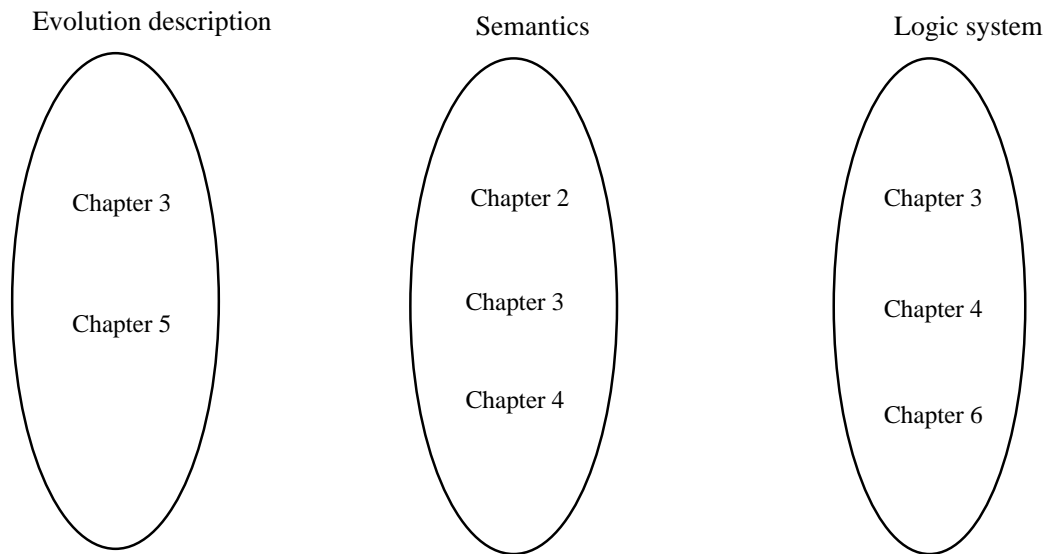 Evolution description
Semantics
Logic system
Chapter 3
Chapter 5
Chapter 2
Chapter 3
Chapter 4
Chapter 3
Chapter 4
Chapter 6